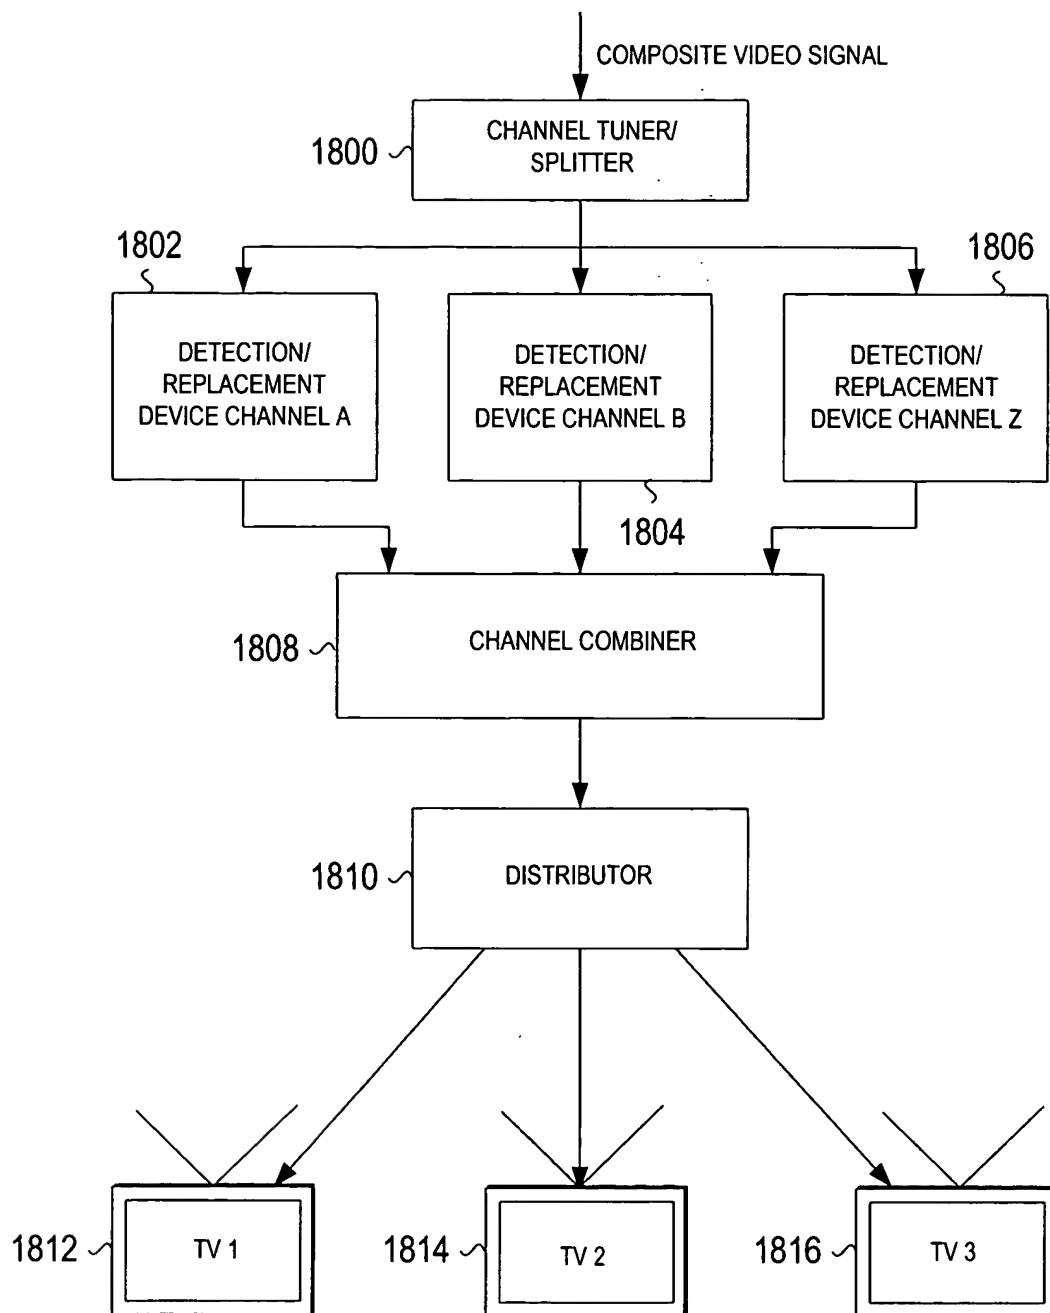 COMPOSITE VIDEO SIGNAL
1800
CHANNEL TUNER/
SPLITTER
1802
1806
DETECTION/
REPLACEMENT
DEVICE CHANNEL A
DETECTION/
REPLACEMENT
DEVICE CHANNEL B
DETECTION/
REPLACEMENT
DEVICE CHANNEL Z
1804
1808
CHANNEL COMBINER
1810
DISTRIBUTOR
1812
TV 1
1814
TV 2
1816
TV 3